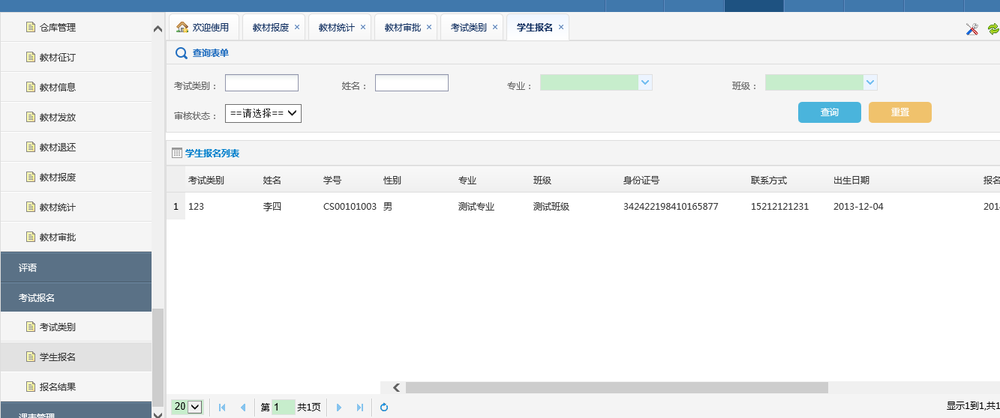 仓库管理
教材征订
教材信息
教材发放
教材退还
教材报废
教材统计
教材审批
评语
考试报名
考试类别
学生报名
报名结果
课表管理
欢迎使用 教材报废 × 教材统计 × 教材审批 × 考试类别 × 学生报名 ×
查询表单
考试类别： 姓名： 专业： 班级：
审核状态： ==请选择== 查询 重置
学生报名列表
考试类别 姓名 学号 性别 专业 班级 身份证号 联系方式 出生日期 报名
1 123 李四 CS00101003 男 测试专业 测试班级 342422198410165877 15212121231 2013-12-04 201
20 第 1 共1页 显示1到1,共1